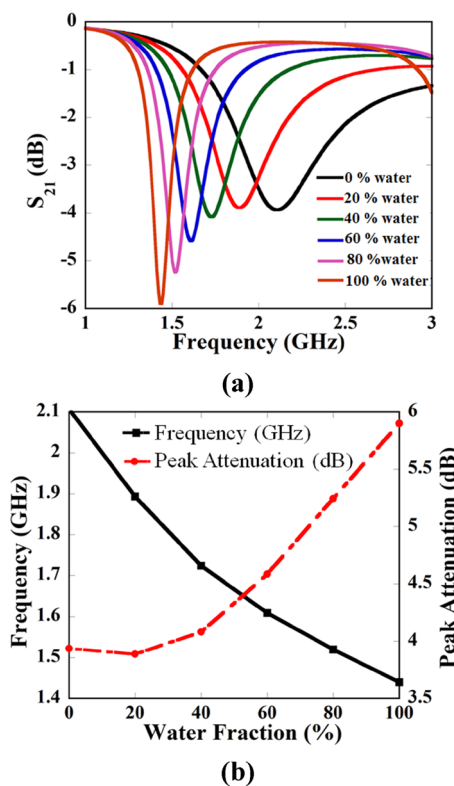 0
-1
-2
-3
-4
-5
-6
S21 (dB)
0 % water
20 % water
40 % water
60 % water
80 %water
100 % water
1 1.5 2 2.5 3
Frequency (GHz)
(a)
2.1
2
1.9
1.8
1.7
1.6
1.5
1.4
Frequency (GHz)
Frequency (GHz)
Peak Attenuation (dB)
6
5.5
5
4.5
4
3.5
Peak Attenuation (dB)
0 20 40 60 80 100
Water Fraction (%)
(b)